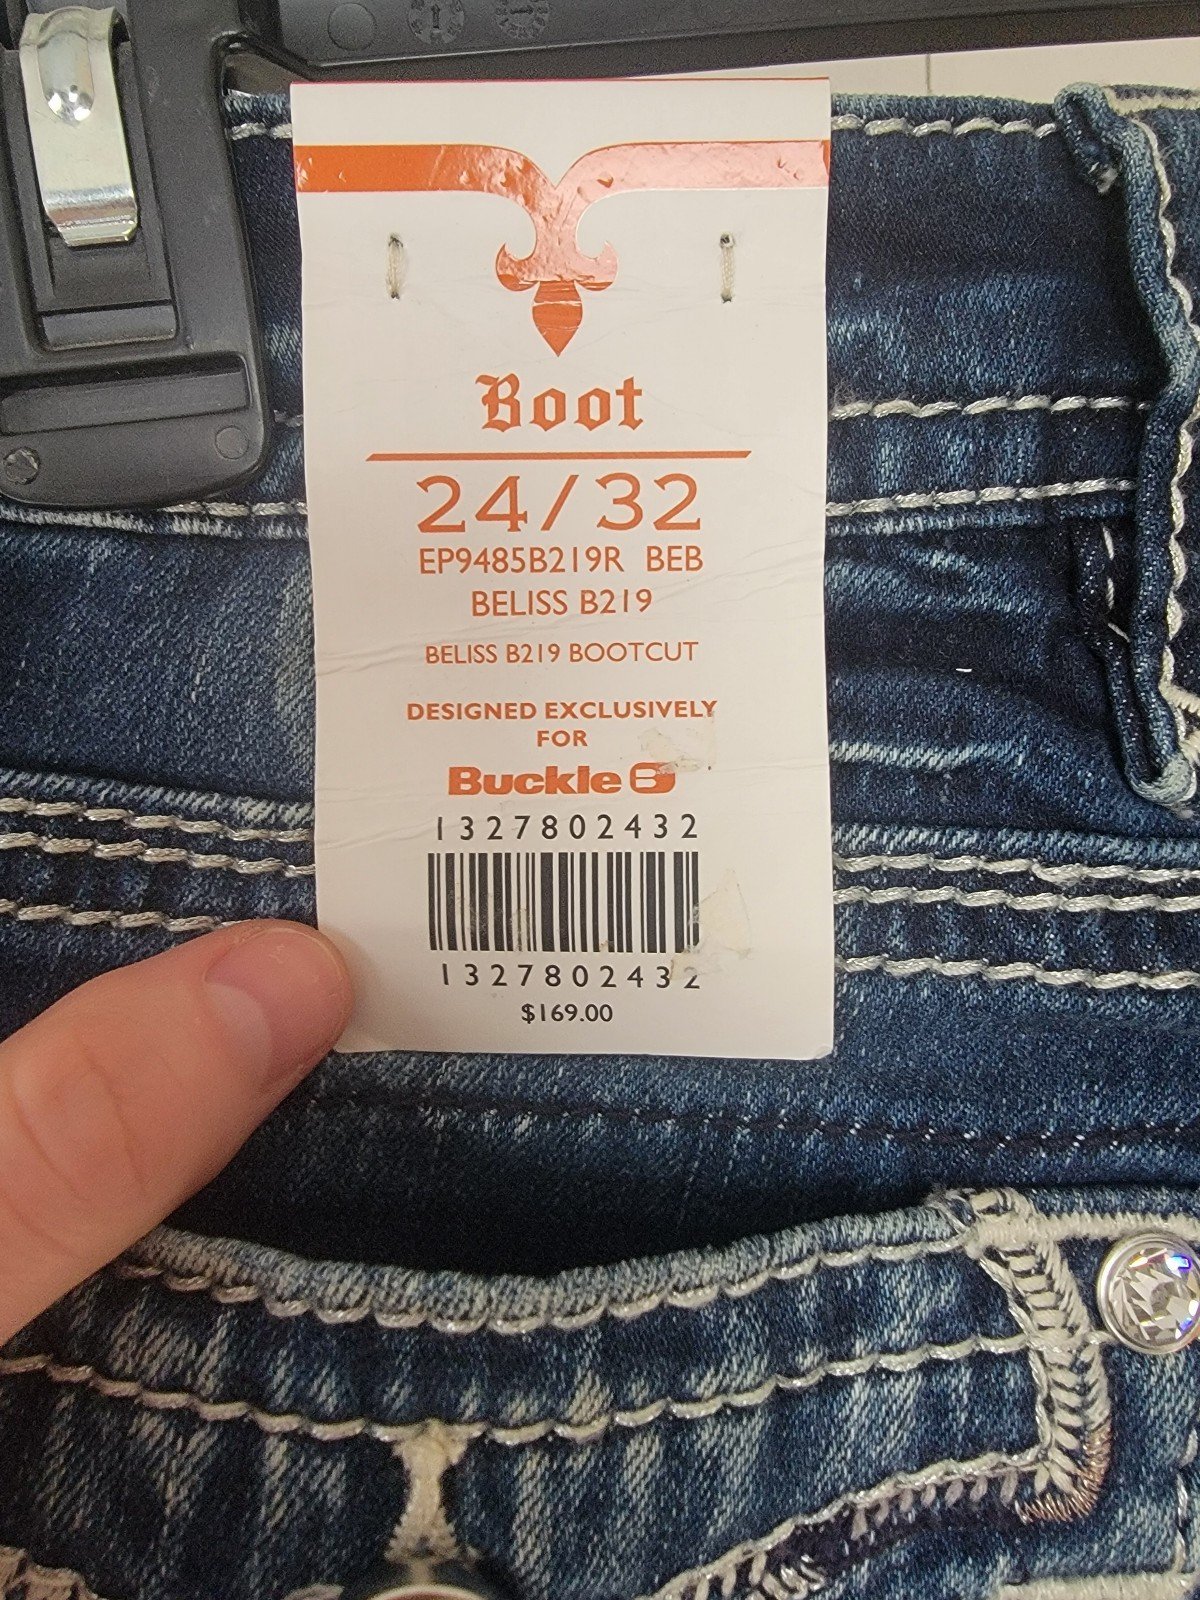 Boot
24/32
EP9485B219R BEB
BELISS B219
BELISS B219 BOOTCUT
DESIGNED EXCLUSIVELY
FOR
Buckle B
1327802432
1327802432
$169.00